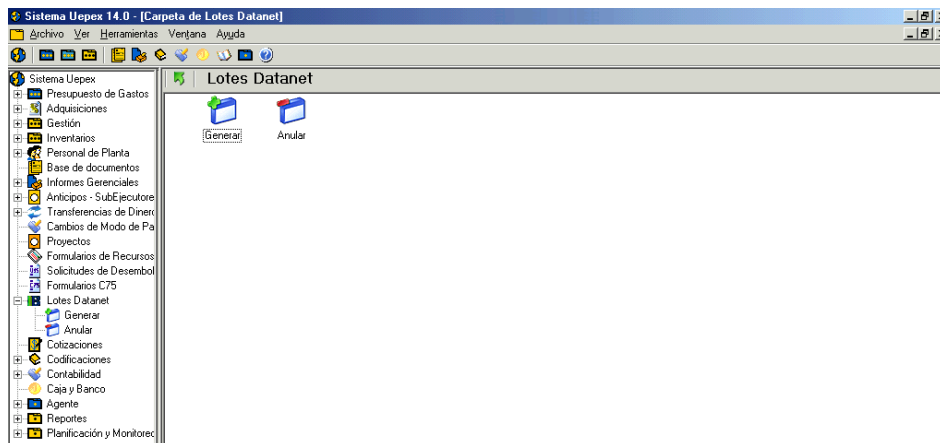 Sistema Uepex 14.0 - [Carpeta de Lotes Datanet]
Archivo Ver Herramientas Ventana Ayuda
Lotes Datanet
Generar Anular
Sistema Uepex
Presupuesto de Gastos
Adquisiciones
Gestión
Inventarios
Personal de Planta
Base de documentos
Informes Gerenciales
Anticipos - SubEjecutore
Transferencias de Dinerc
Cambios de Modo de Pa
Proyectos
Formularios de Recursos
Solicitudes de Desembol
Formularios C75
Lotes Datanet
Generar
Anular
Cotizaciones
Codificaciones
Contabilidad
Caja y Banco
Agente
Reportes
Planificación y Monitorec